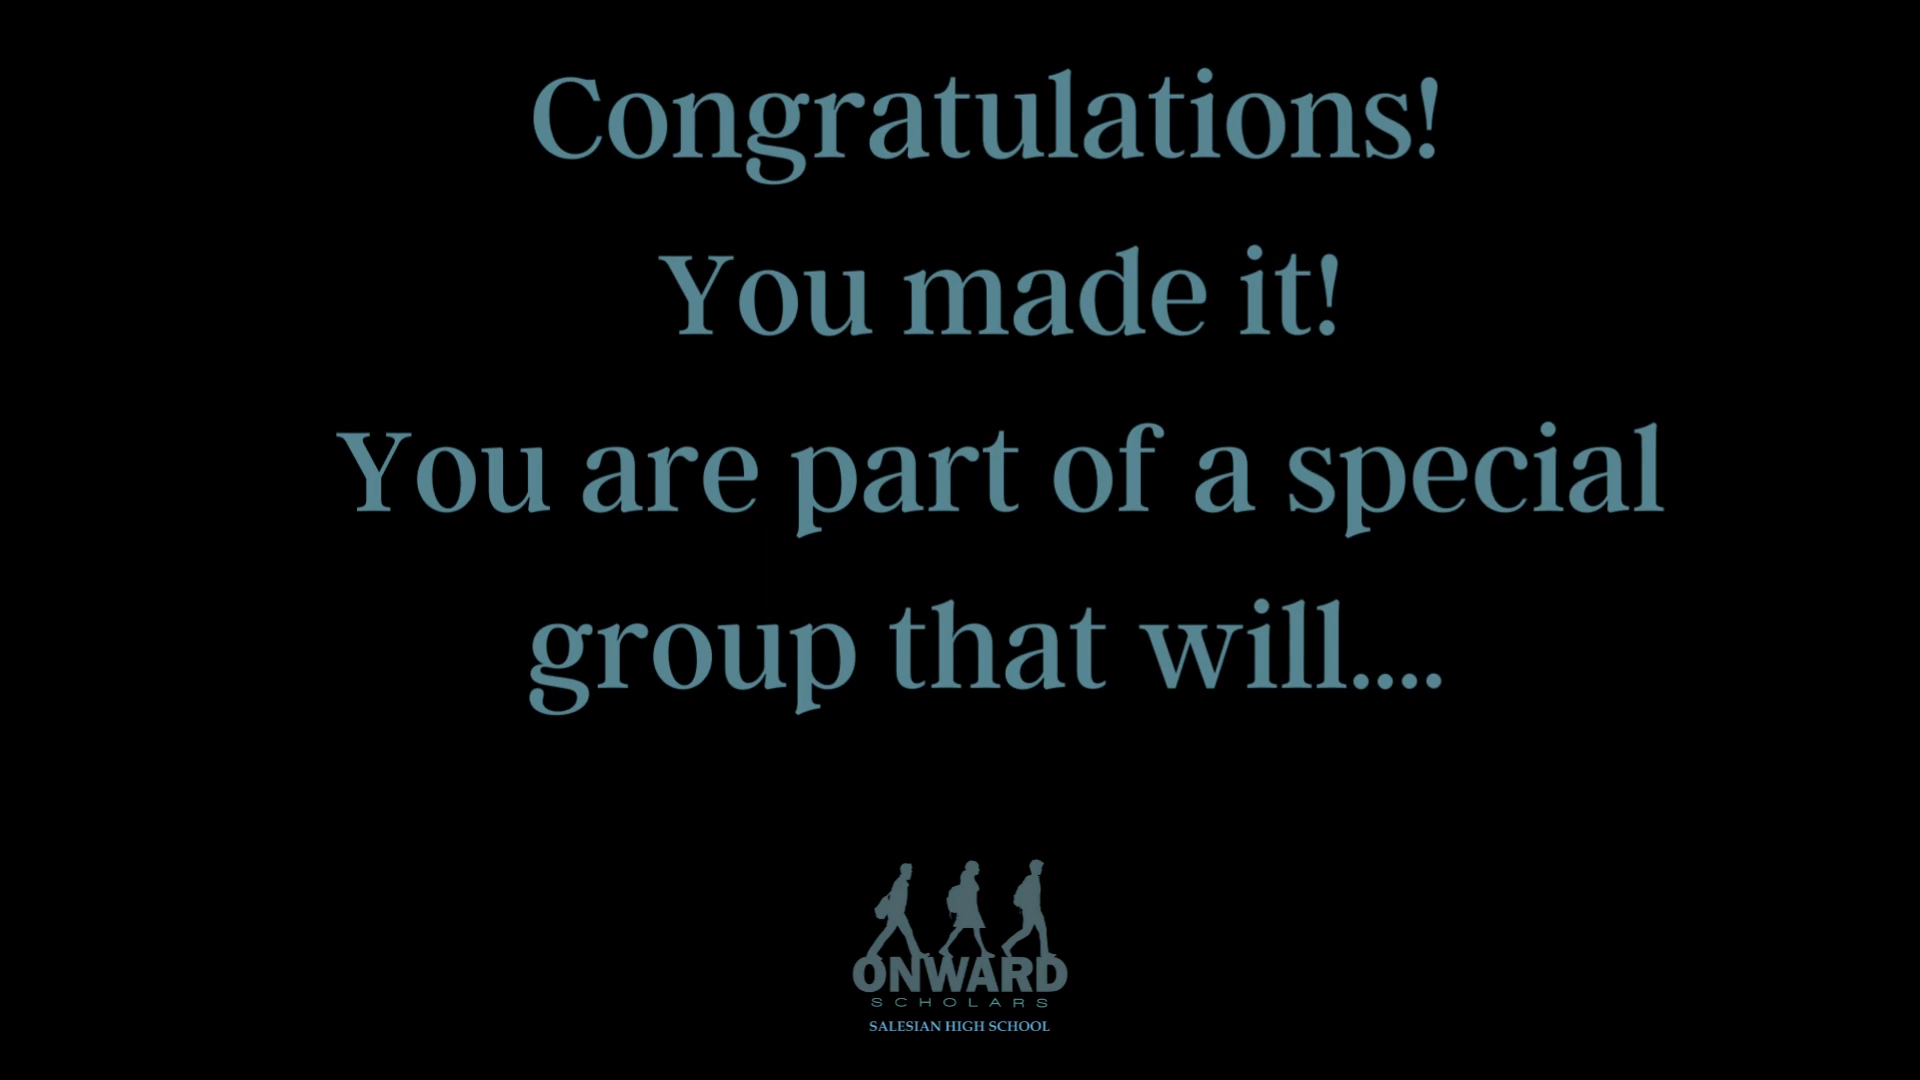 Congratulations!
You made it!
You are part of a special
group that will....
ONWARD
SCHOLARS
SALESIAN HIGH SCHOOL